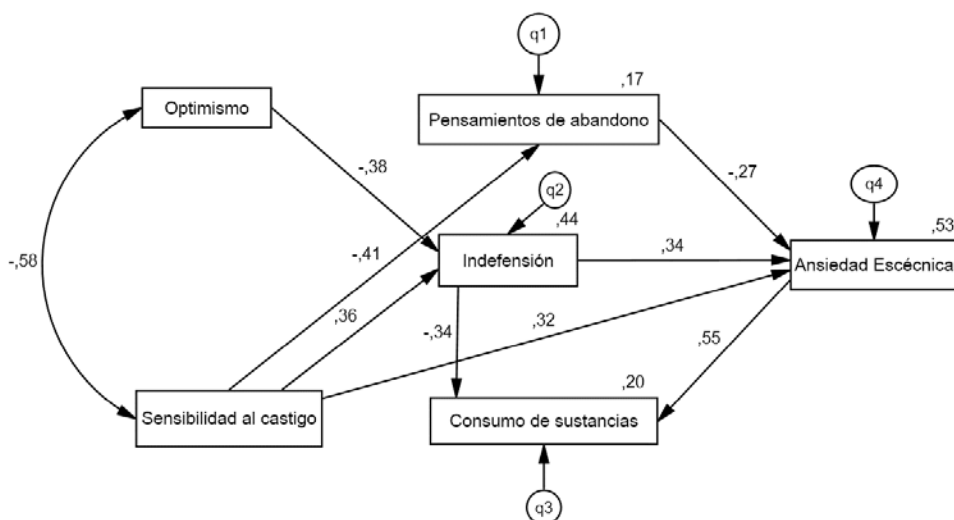 q1
,17
Optimismo
Pensamientos de abandono
-,38
-,27
q2
q4
,44
,53
-,41
Indefensión
,34
Ansiedad Escécnica
-,58
,36
-,34
,32
,55
,20
Sensibilidad al castigo
Consumo de sustancias
q3